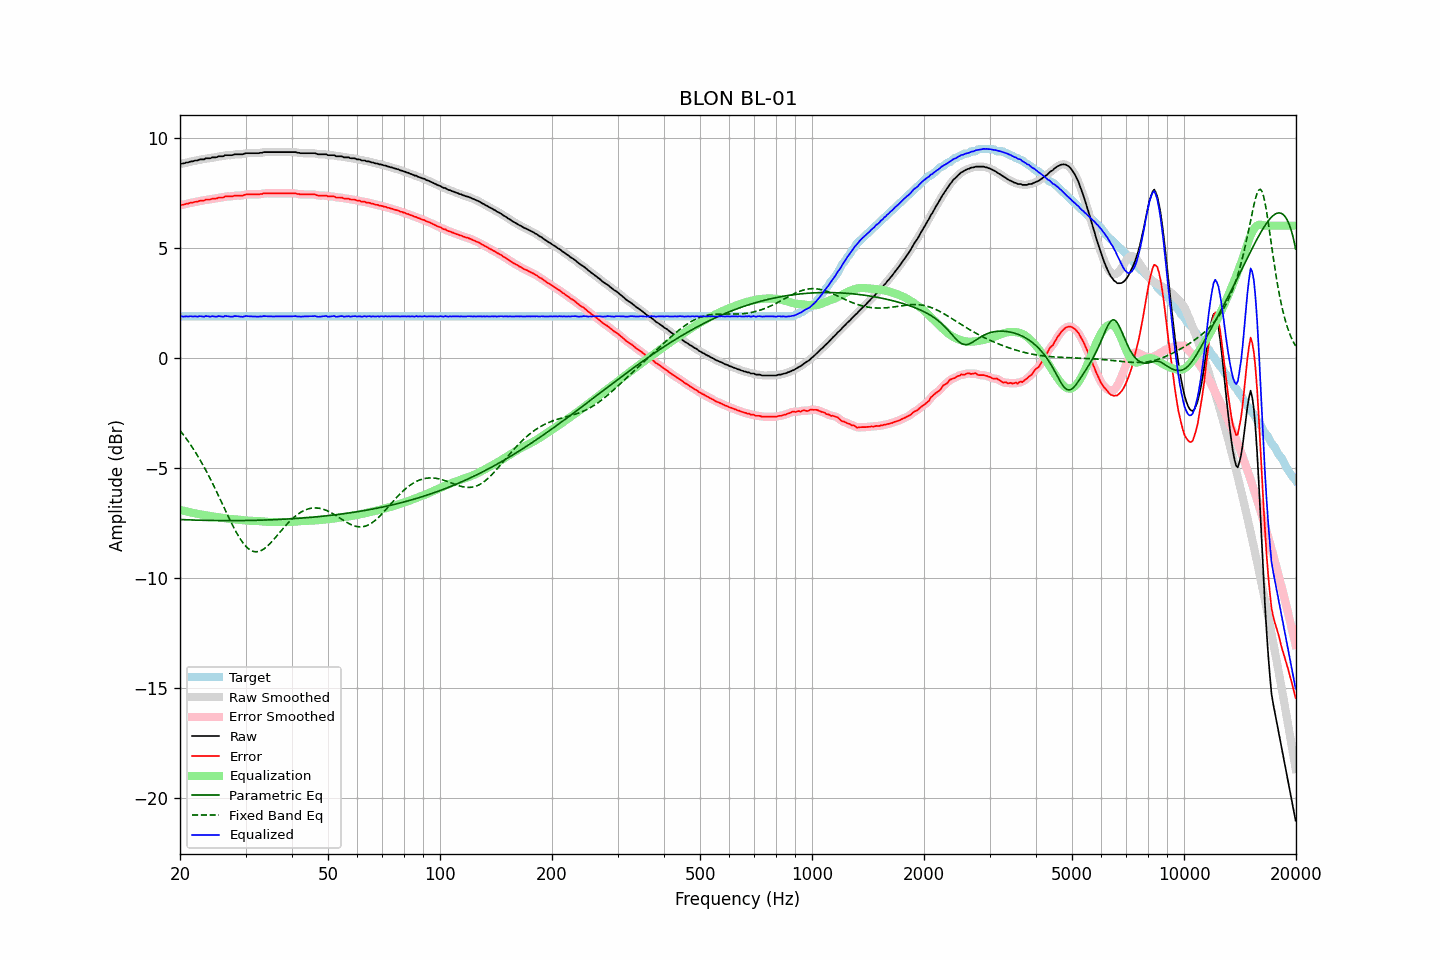 BLON BL-01
10
5
0
−5
−10
−15
−20
Amplitude (dBr)
Target
Raw Smoothed
Error Smoothed
Raw
Error
Equalization
Parametric Eq
Fixed Band Eq
Equalized
20 50 100 200 500 1000 2000 5000 10000 20000
Frequency (Hz)